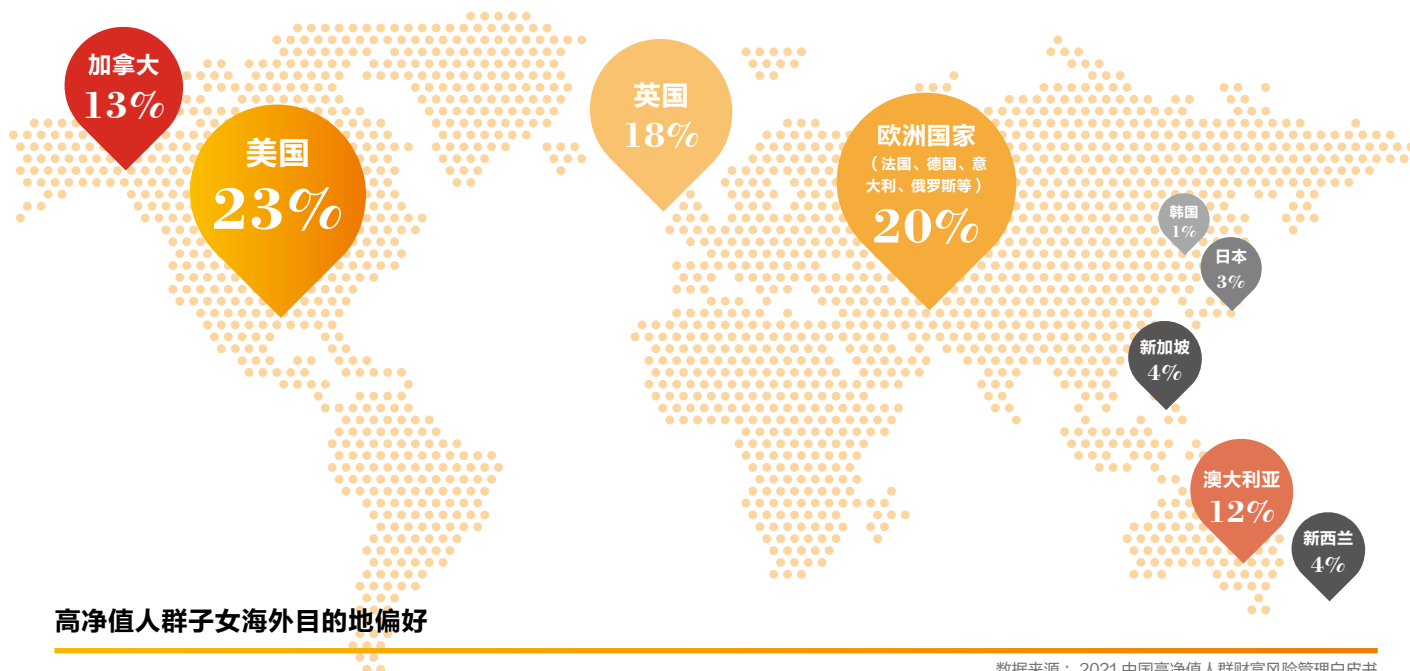 加拿大
13%
美国
23%
英国
18%
欧洲国家
（法国、德国、意
大利、俄罗斯等）
20%
韩国
1%
日本
3%
新加坡
4%
澳大利亚
12%
新西兰
4%
高净值人群子女海外目的地偏好
数据来源：2021中国高净值人群财富风险管理白皮书